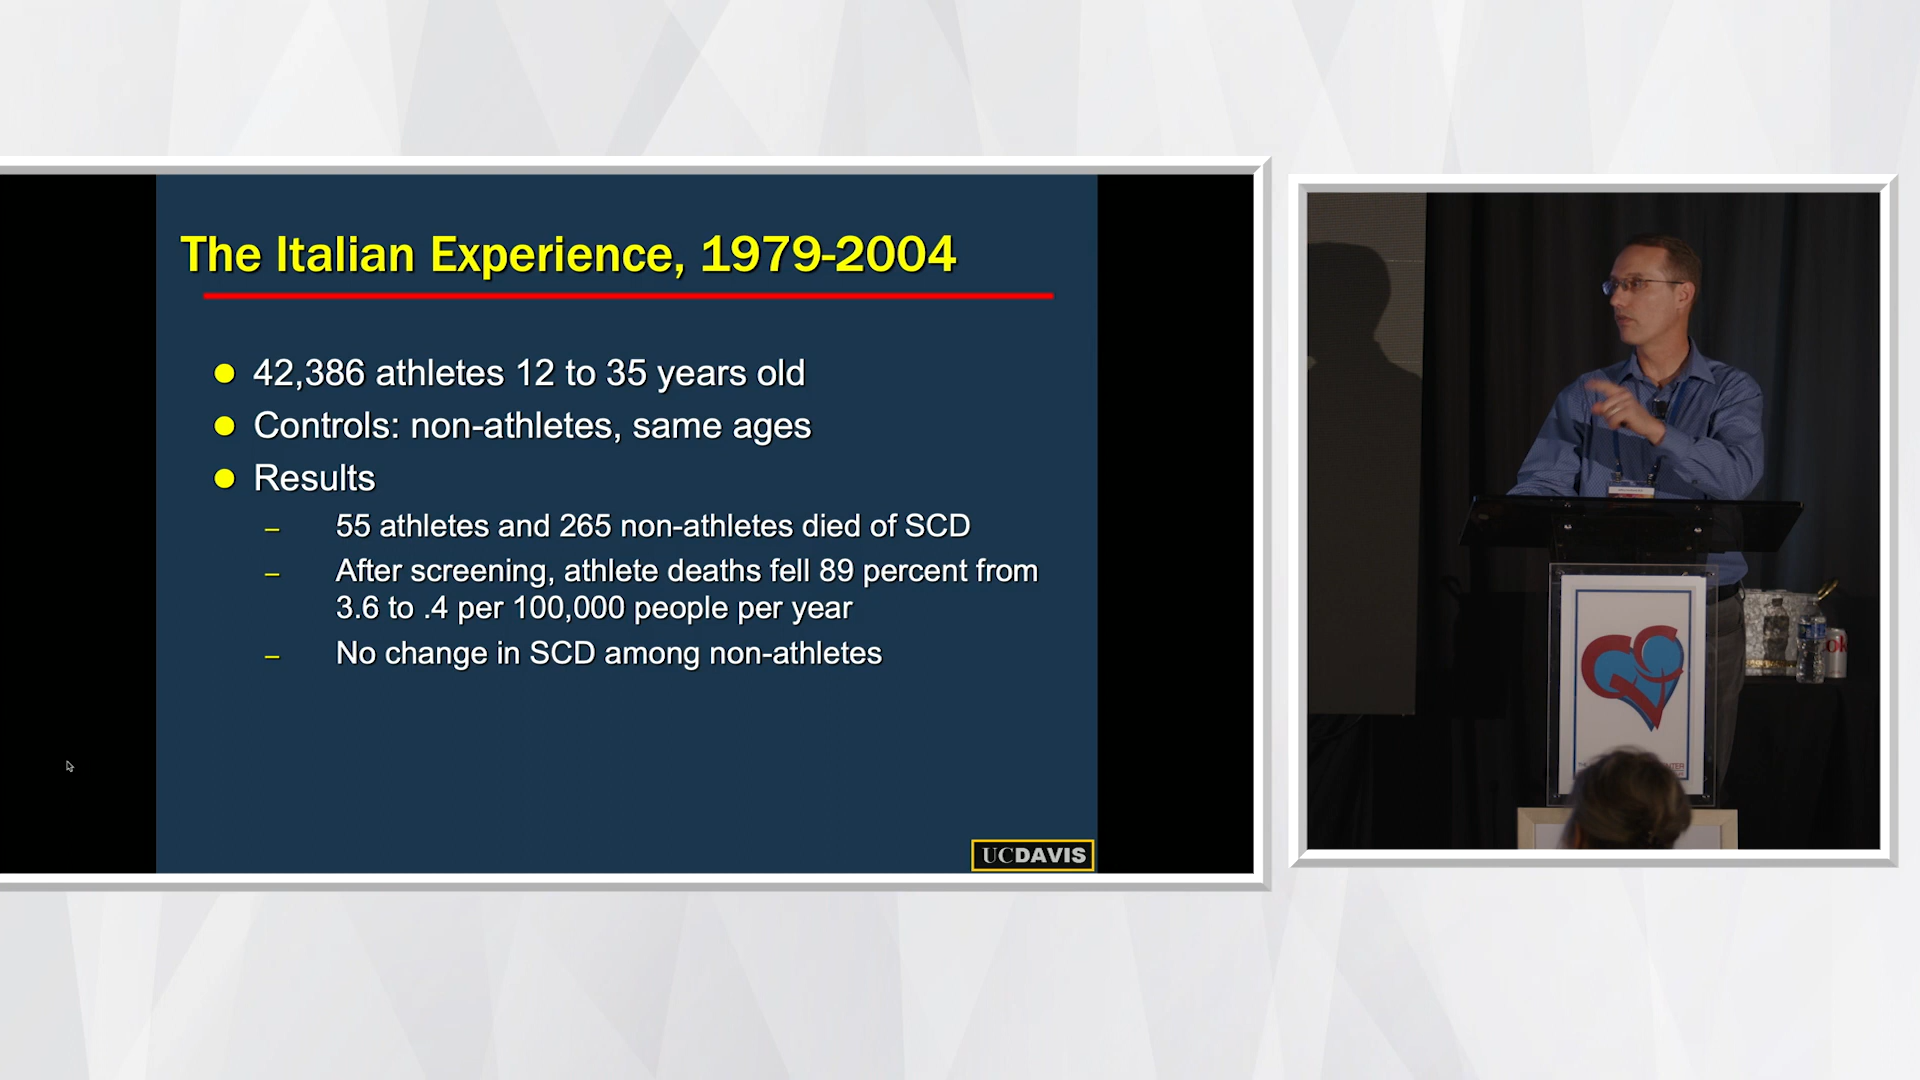 The Italian Experience, 1979-2004
42,386 athletes 12 to 35 years old
Controls: non-athletes, same ages
Results
– 55 athletes and 265 non-athletes died of SCD
– After screening, athlete deaths fell 89 percent from
3.6 to .4 per 100,000 people per year
– No change in SCD among non-athletes
UCDAVIS